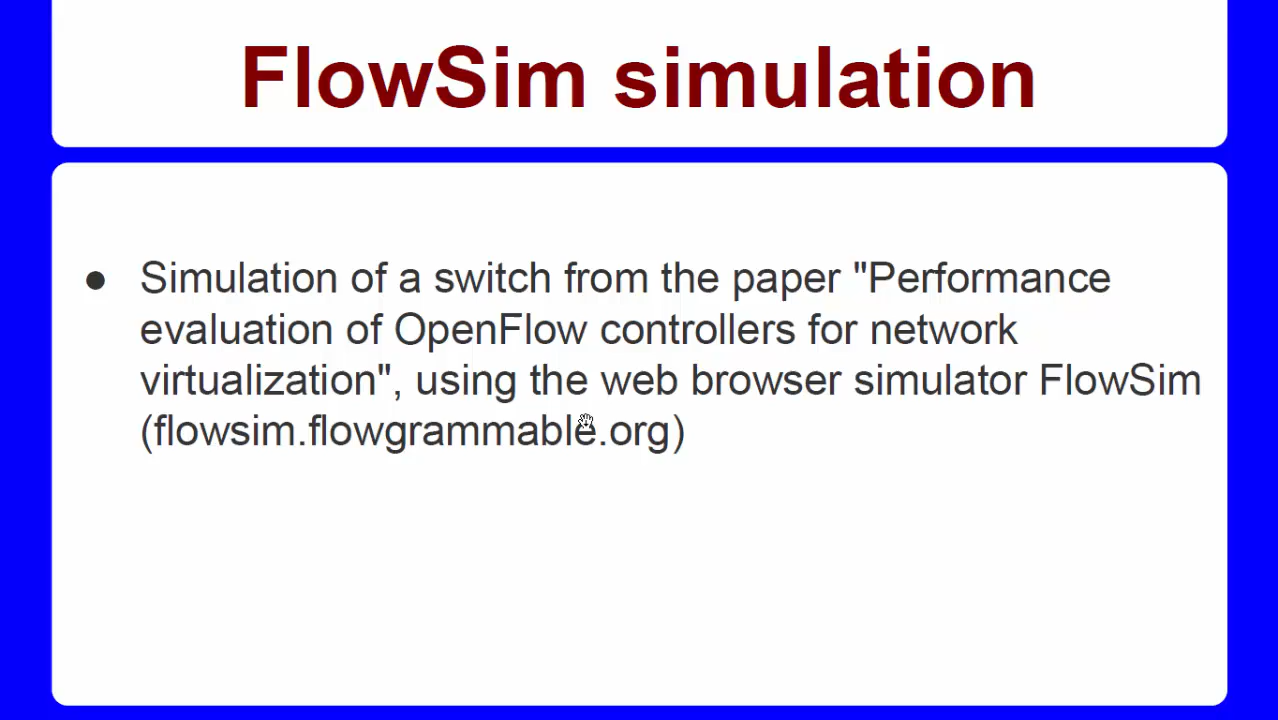 FlowSim simulation
● Simulation of a switch from the paper "Performance
evaluation of OpenFlow controllers for network
virtualization", using the web browser simulator FlowSim
(flowsim.flowgrammable.org)